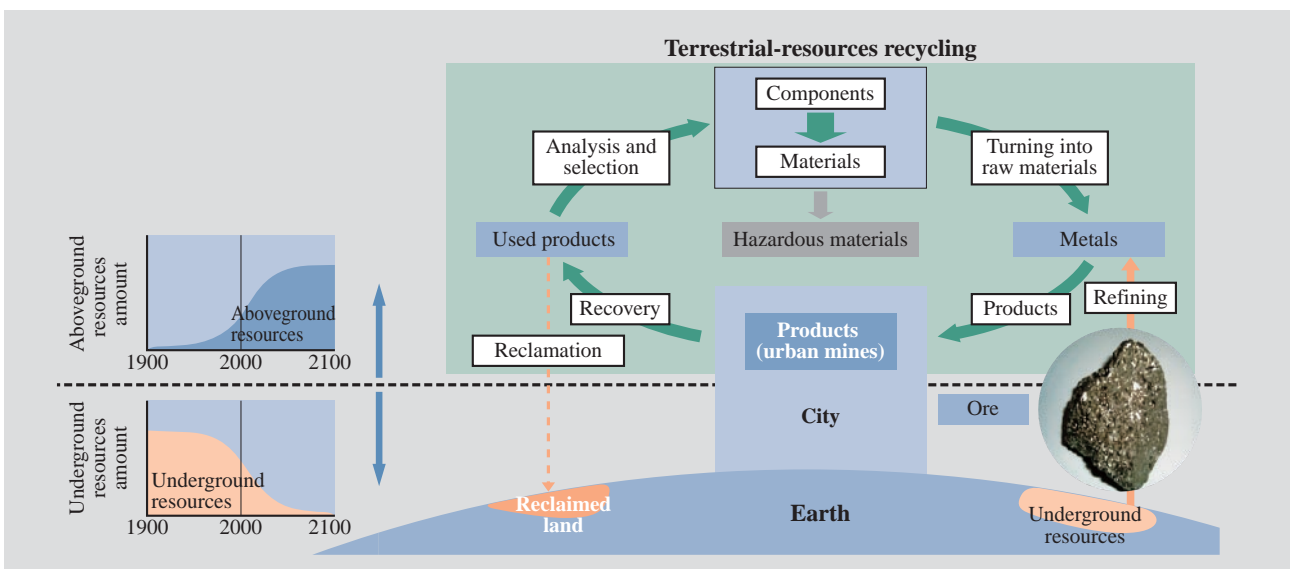 Terrestrial-resources recycling
Components
Materials
Analysis and
selection
Turning into
raw materials
Used products
Hazardous materials
Metals
Recovery
Products
Refining
Reclamation
Products
(urban mines)
City
Ore
Aboveground
resources
amount
Aboveground
resources
1900
2000
2100
Underground
resources
amount
Underground
resources
1900
2000
2100
Reclaimed
land
Earth
Underground
resources